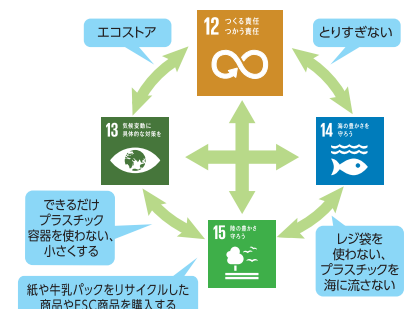 エコストア
12 つくる責任
つかう責任
とりすぎない
13 気候変動に
具体的な対策を
14 海の豊かさを
守ろう
できるだけ
プラスチック
容器を使わない、
小さくする
15 陸の豊かさ
守ろう
レジ袋を
使わない、
プラスチックを
海に流さない
紙や牛乳パックをリサイクルした
商品やFSC商品を購入する